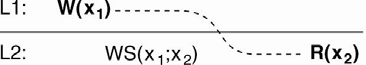 L1: W(x₁)
L2: WS(x₁;x₂) R(x₂)